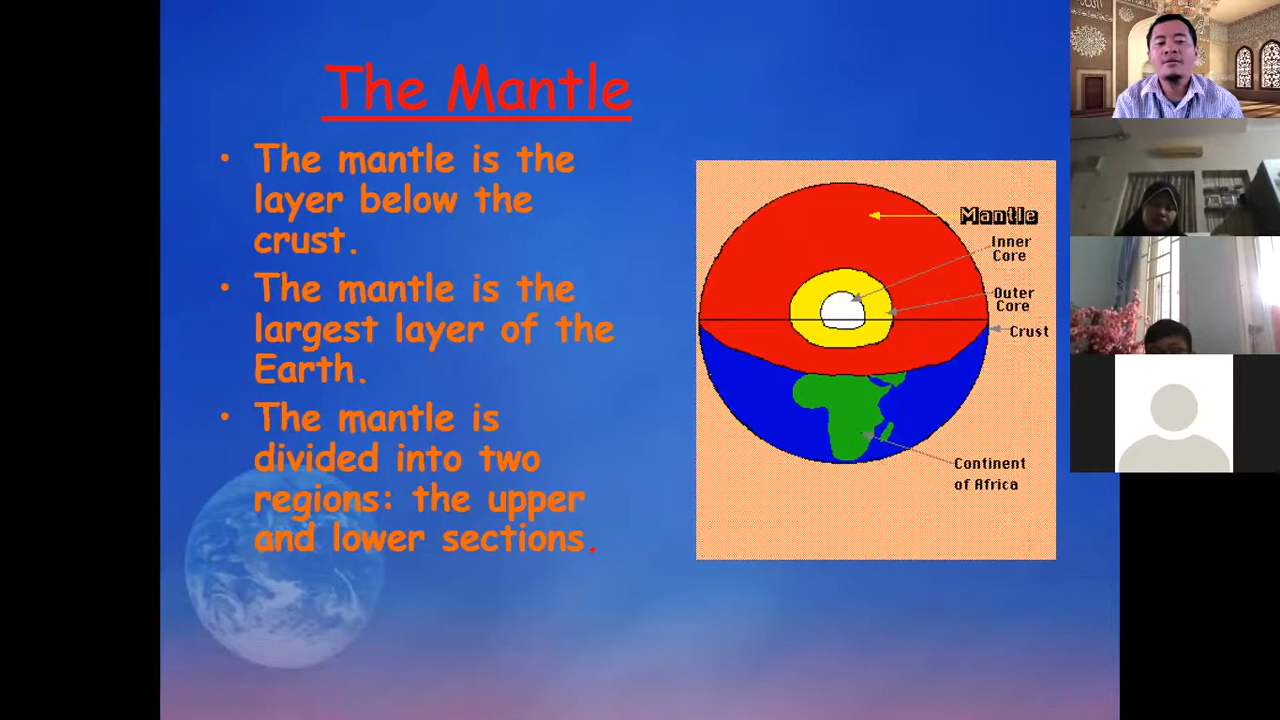 The Mantle
• The mantle is the
layer below the
crust.
• The mantle is the
largest layer of the
Earth.
• The mantle is
divided into two
regions: the upper
and lower sections.
Mantle
Inner
Core
Outer
Core
Crust
Continent
of Africa